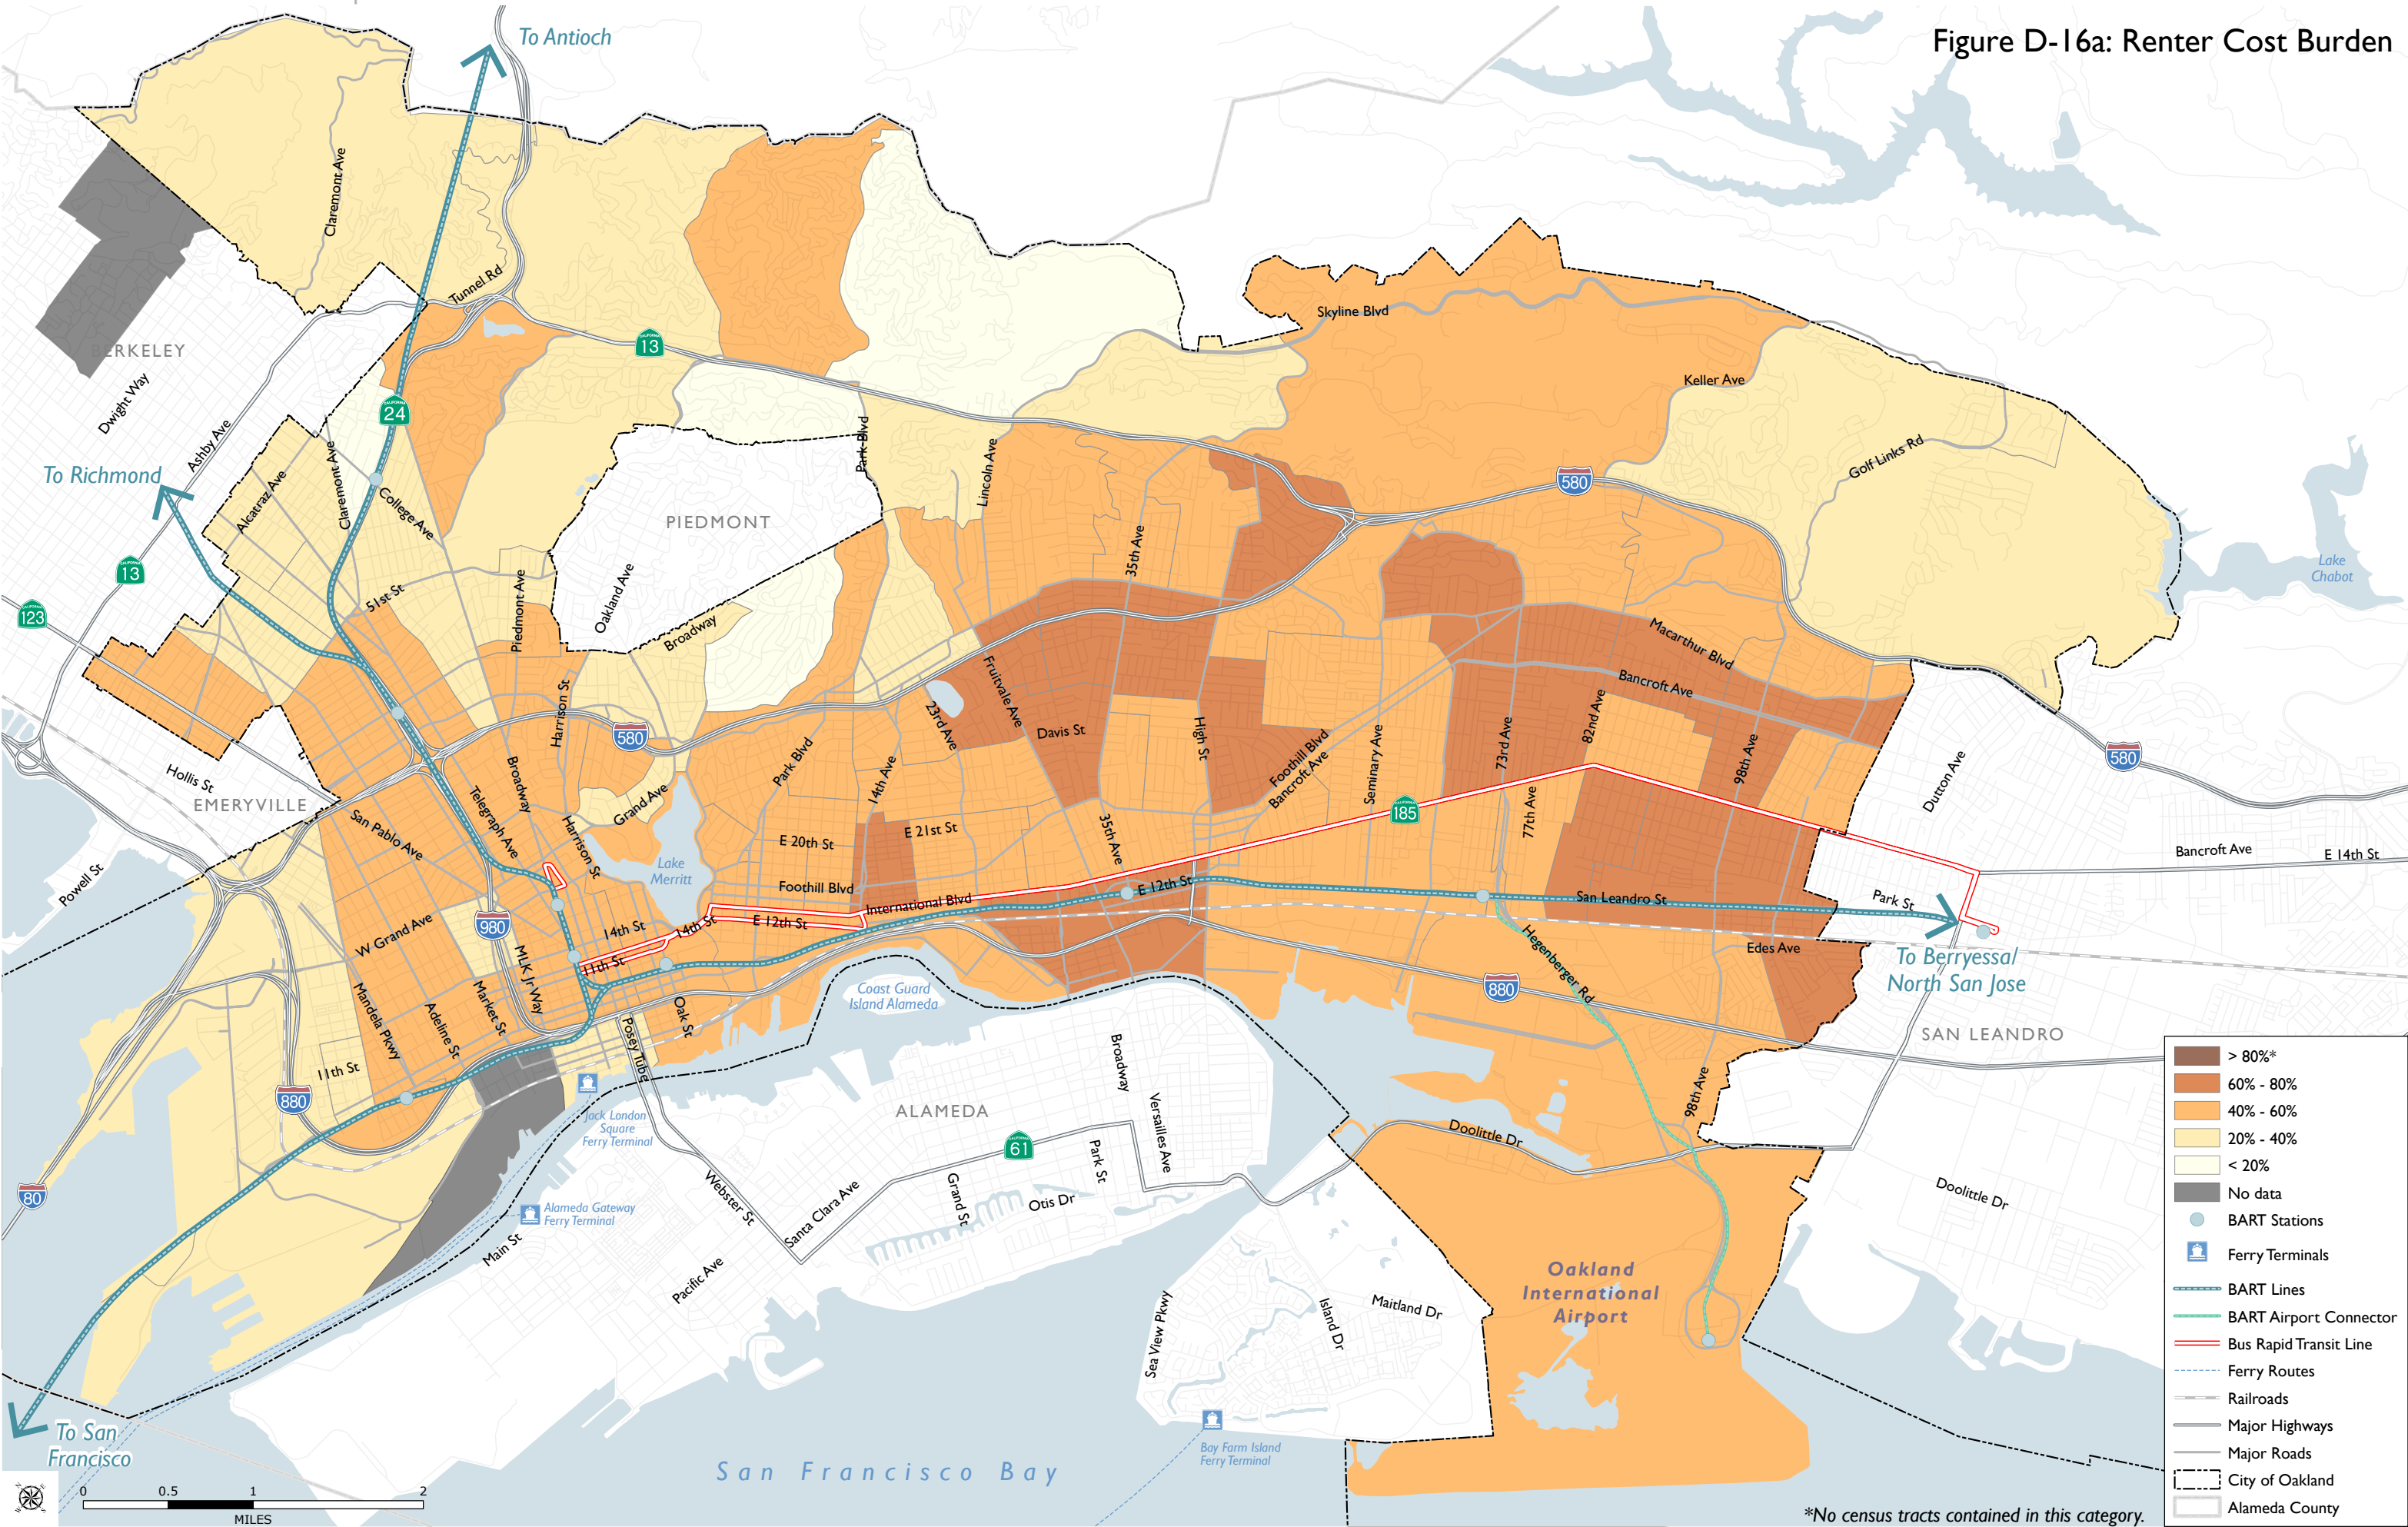 Figure D-16a: Renter Cost Burden
To Antioch
Claremont Ave
Tunnel Rd
13
BERKELEY
Dwight Way
Ashby Ave
24
To Richmond
Alcatraz Ave
Claremont Ave
College Ave
13
123
51st St
Piedmont Ave
Oakland Ave
PIEDMONT
Broadway
Park Blvd
Lincoln Ave
35th Ave
Skyline Blvd
Keller Ave
Golf Links Rd
580
Lake
Chabot
Macarthur Blvd
Bancroft Ave
Harrison St
580
Hollis St
EMERYVILLE
Powell St
San Pablo Ave
Telegraph Ave
Broadway
Harrison St
Grand Ave
Lake
Merritt
Park Blvd
14th Ave
23rd Ave
Fruitvale Ave
Davis St
High St
Foothill Blvd
Bancroft Ave
Seminary Ave
73rd Ave
82nd Ave
98th Ave
77th Ave
185
Dutton Ave
580
Bancroft Ave
E 14th St
E 20th St
E 21st St
35th Ave
Foothill Blvd
International Blvd
E 12th St
E 12th St
14th St
14th St
11th St
W Grand Ave
980
MLK Jr Way
Mandela Pkwy
Adeline St
Market St
Oak St
Posey Tube
11th St
880
80
San Leandro St
Park St
Edes Ave
Hegenberger Rd
880
98th Ave
To Berryessa/
North San Jose
SAN LEANDRO
Coast Guard
Island Alameda
Jack London
Square
Ferry Terminal
ALAMEDA
61
Broadway
Versailles Ave
Park St
Grand St
Otis Dr
Webster St
Santa Clara Ave
Alameda Gateway
Ferry Terminal
Main St
Pacific Ave
Doolittle Dr
Doolittle Dr
Oakland
International
Airport
Sea View Pkwy
Island Dr
Maitland Dr
Bay Farm Island
Ferry Terminal
San Francisco Bay
To San
Francisco
0 0.5 1 2
MILES
> 80%*
60% - 80%
40% - 60%
20% - 40%
< 20%
No data
BART Stations
Ferry Terminals
BART Lines
BART Airport Connector
Bus Rapid Transit Line
Ferry Routes
Railroads
Major Highways
Major Roads
City of Oakland
Alameda County
*No census tracts contained in this category.